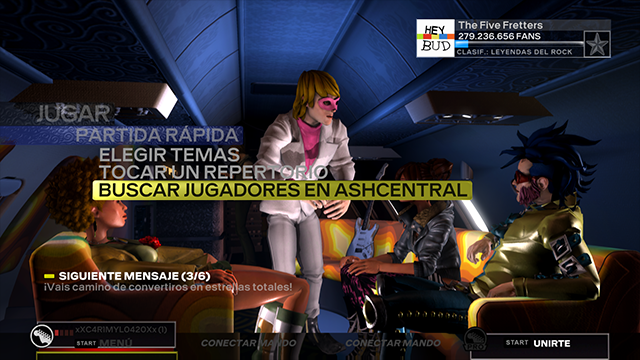 HEY
BUD
The Five Fretters
279.236.656 FANS
CLASIF.: LEYENDAS DEL ROCK
JUGAR
PARTIDA RÁPIDA
ELEGIR TEMAS
TOCAR UN REPERTORIO
BUSCAR JUGADORES EN ASHCENTRAL
SIGUIENTE MENSAJE (3/6)
¡Vais camino de convertiros en estrellas totales!
xXC4RlMYL0420Xx (1)
START MENÚ
CONECTAR MANDO
CONECTAR MANDO
START UNIRTE